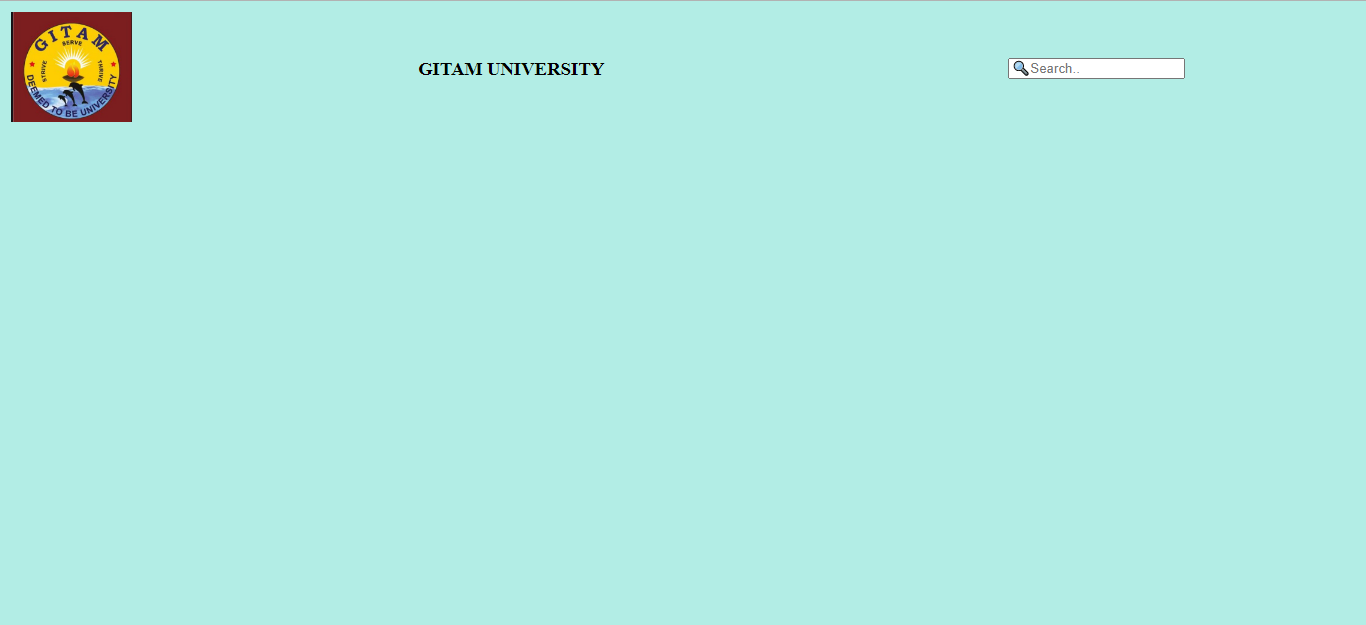 GITAM
SERVE
STRIVE
THRIVE
DEEMED TO BE UNIVERSITY
GITAM UNIVERSITY
Search..